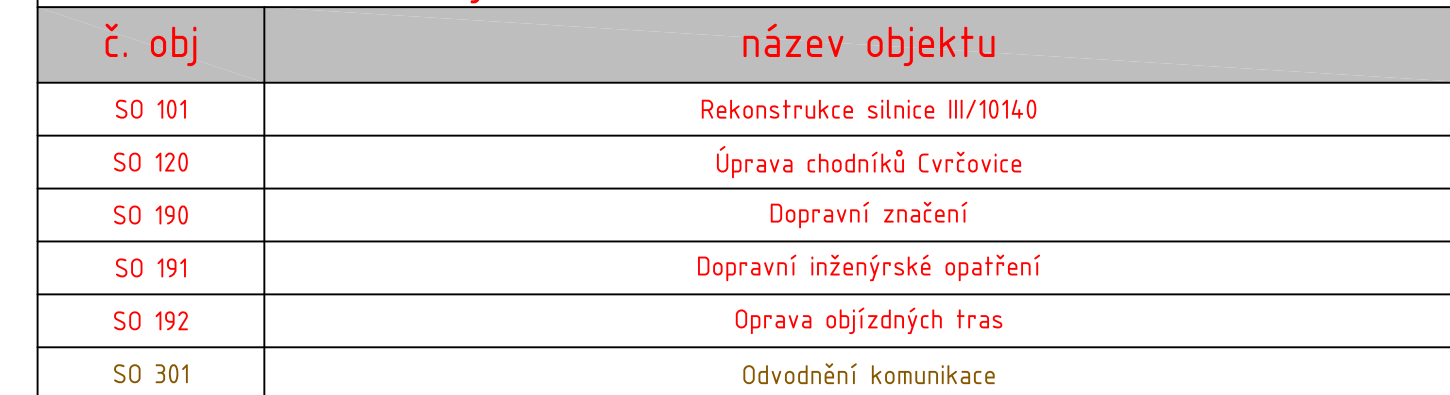 č. obj název objektu
SO 101 Rekonstrukce silnice III/10140
SO 120 Úprava chodníků Cvrčovice
SO 190 Dopravní značení
SO 191 Dopravní inženýrské opatření
SO 192 Oprava objízdných tras
SO 301 Odvodnění komunikace